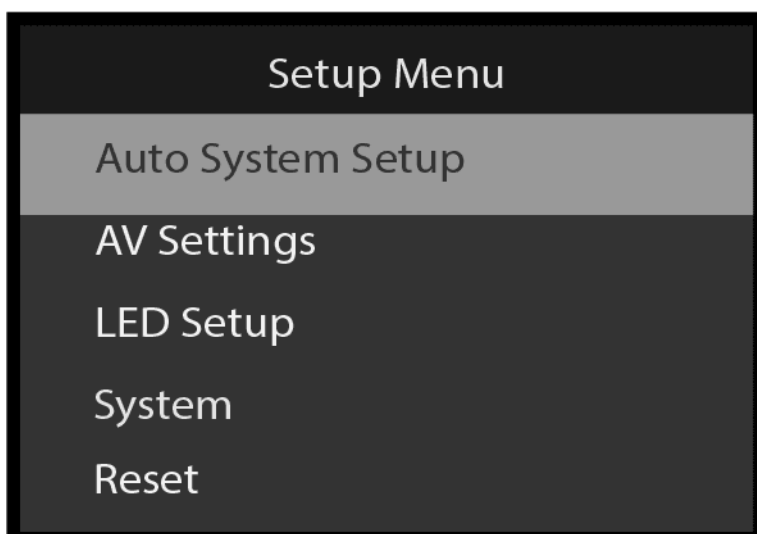 Setup Menu
Auto System Setup
AV Settings
LED Setup
System
Reset